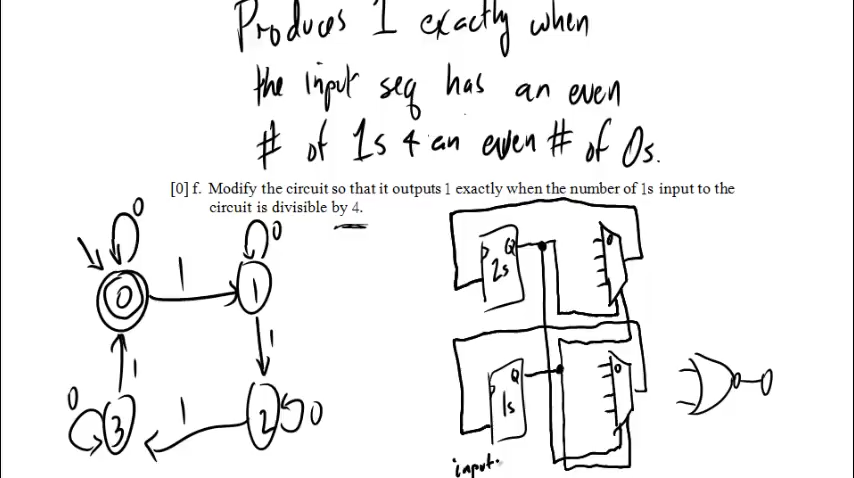 Produces 1 exactly when
the input seq has an even
# of 1s & an even # of 0s.
[0] f. Modify the circuit so that it outputs 1 exactly when the number of 1s input to the
circuit is divisible by 4.
0
0
1
0
1
1
1
0
1
3
2
0
Q
2s
0
Q
1s
0
0
input.